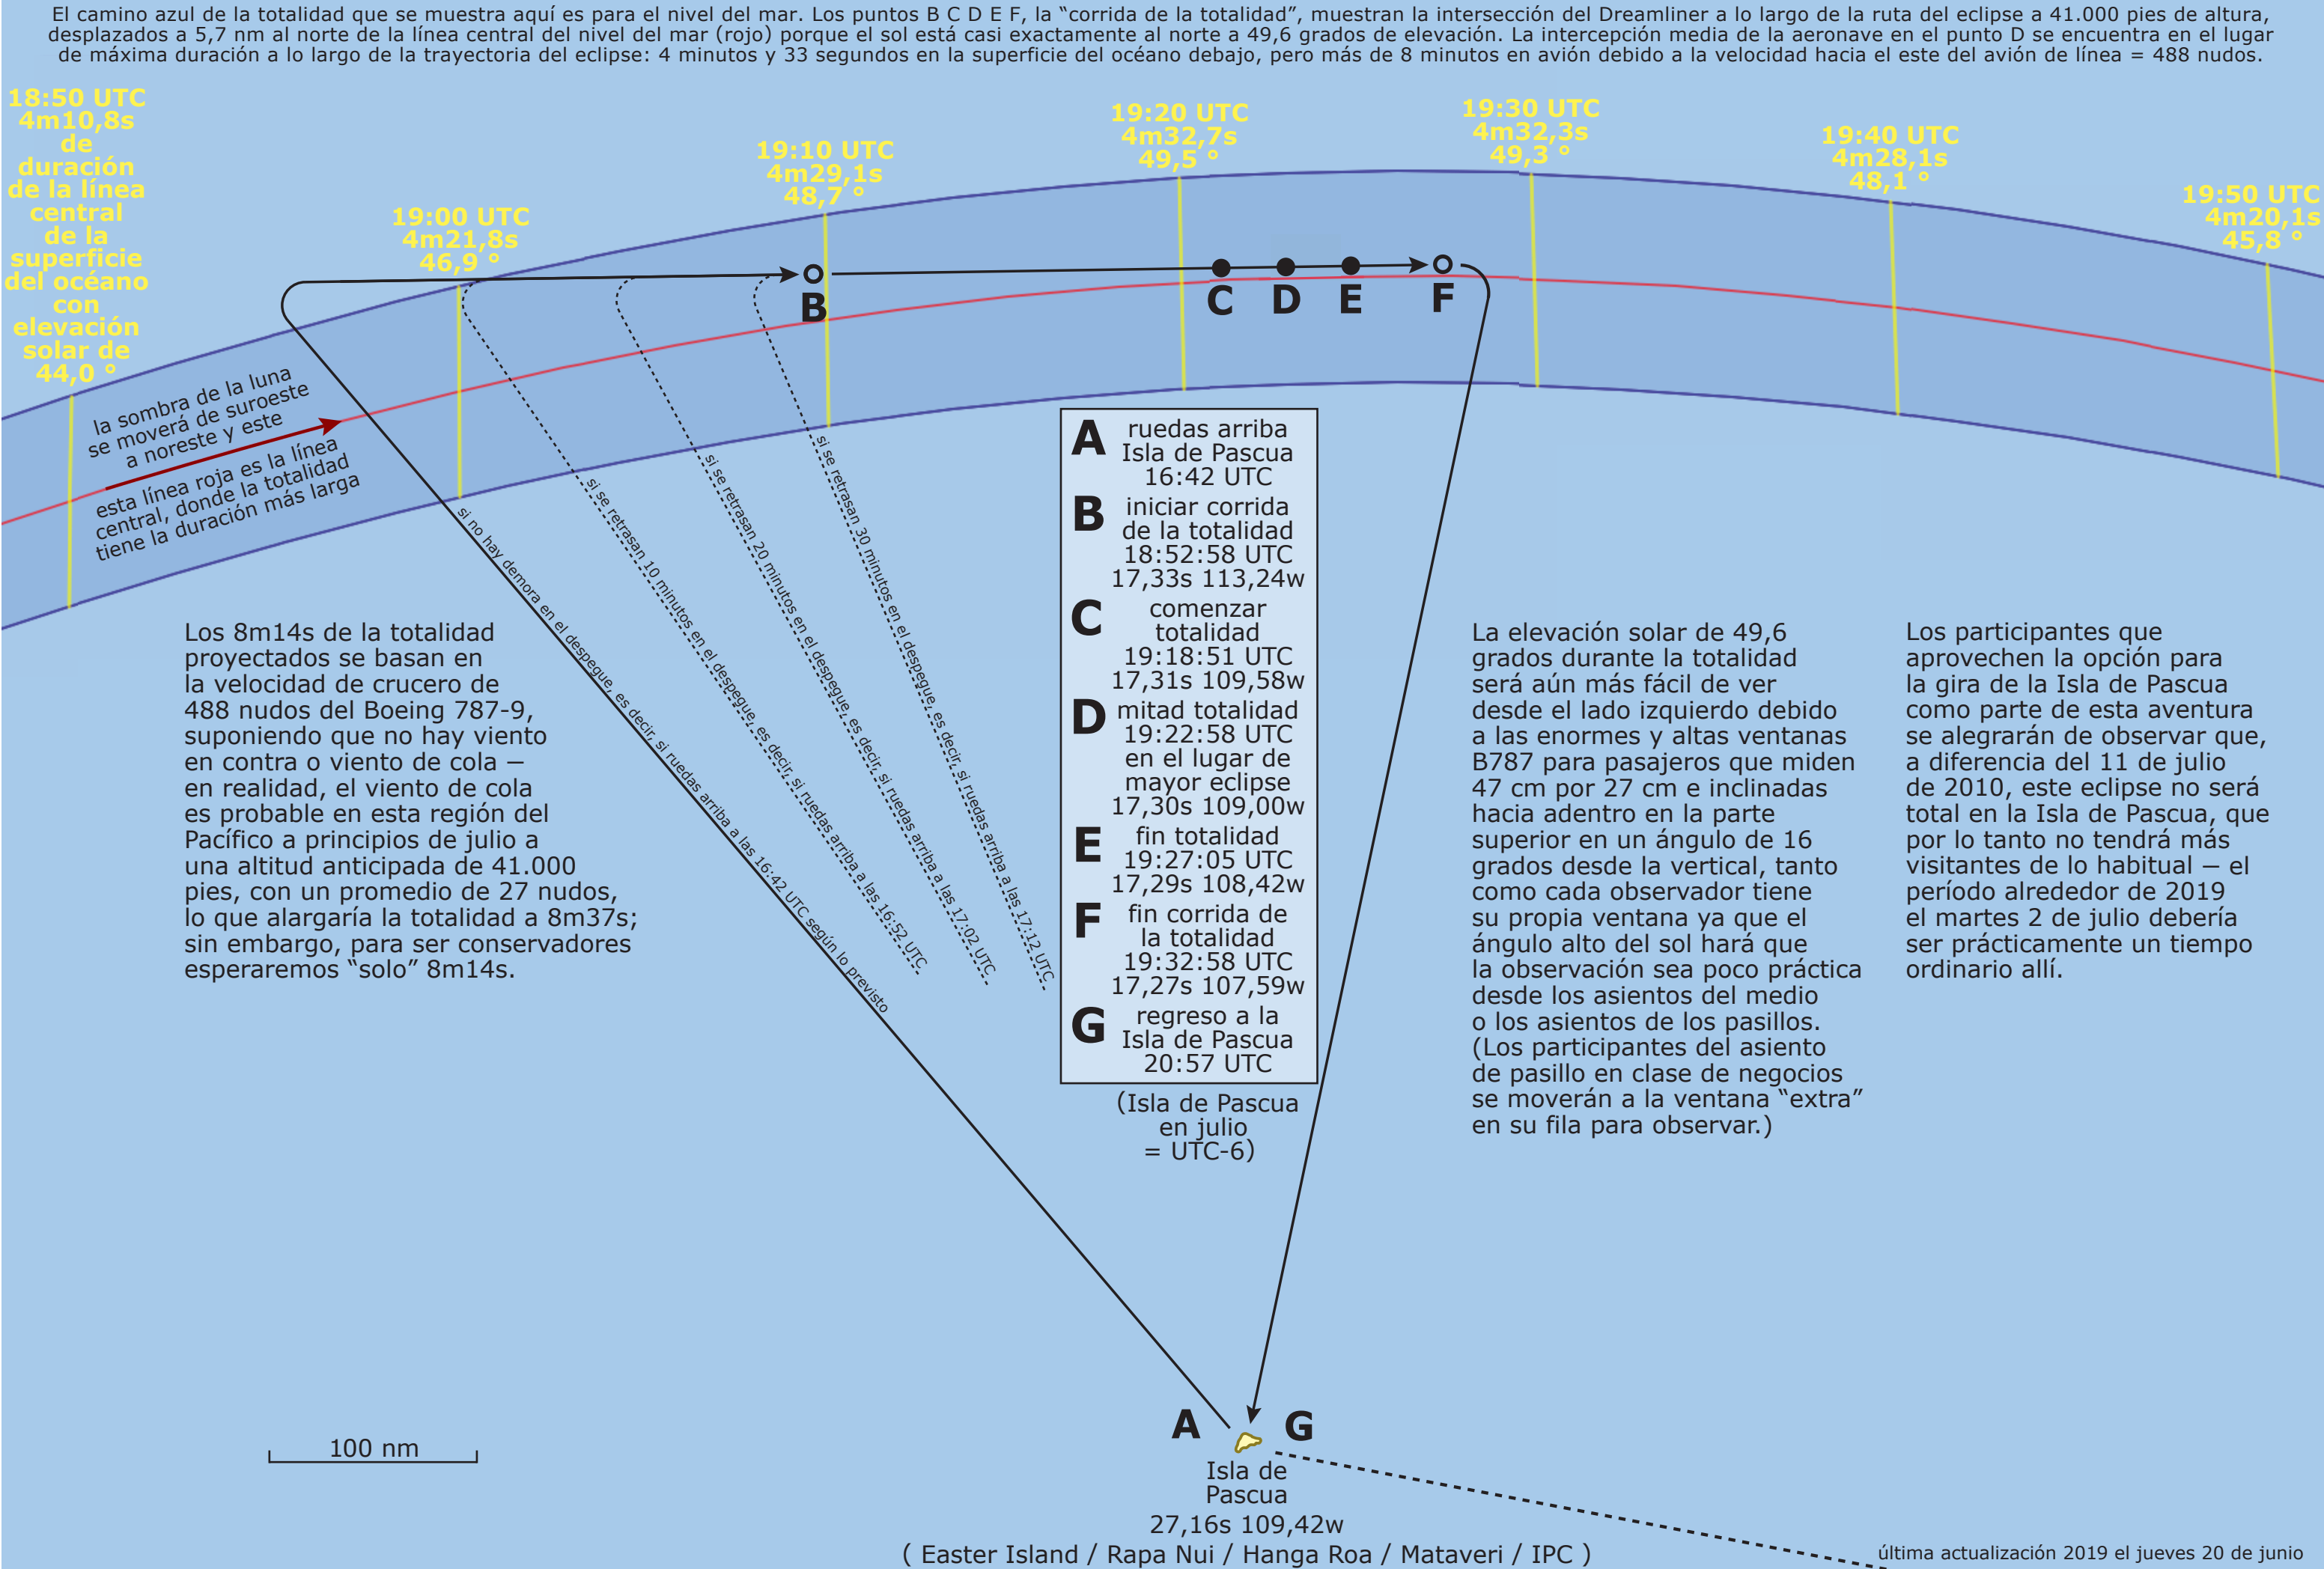 El camino azul de la totalidad que se muestra aquí es para el nivel del mar. Los puntos B C D E F, la “corrida de la totalidad”, muestran la intersección del Dreamliner a lo largo de la ruta del eclipse a 41.000 pies de altura,
desplazados a 5,7 nm al norte de la línea central del nivel del mar (rojo) porque el sol está casi exactamente al norte a 49,6 grados de elevación. La intercepción media de la aeronave en el punto D se encuentra en el lugar
de máxima duración a lo largo de la trayectoria del eclipse: 4 minutos y 33 segundos en la superficie del océano debajo, pero más de 8 minutos en avión debido a la velocidad hacia el este del avión de línea = 488 nudos.
18:50 UTC
4m10,8s
de
duración
de la línea
central
de la
superficie
del océano
con
elevación
solar de
44,0 °
19:00 UTC
4m21,8s
46,9 °
19:10 UTC
4m29,1s
48,7 °
19:20 UTC
4m32,7s
49,5 °
19:30 UTC
4m32,3s
49,3 °
19:40 UTC
4m28,1s
48,1 °
19:50 UTC
4m20,1s
45,8 °
B
C
D
E
F
la sombra de la luna
se moverá de suroeste
a noreste y este
esta línea roja es la línea
central, donde la totalidad
tiene la duración más larga
si no hay demora en el despegue, es decir, si ruedas arriba a las 16:42 UTC según lo previsto
si se retrasan 10 minutos en el despegue, es decir, si ruedas arriba a las 16:52 UTC
si se retrasan 20 minutos en el despegue, es decir, si ruedas arriba a las 17:02 UTC
si se retrasan 30 minutos en el despegue, es decir, si ruedas arriba a las 17:12 UTC
Los 8m14s de la totalidad
proyectados se basan en
la velocidad de crucero de
488 nudos del Boeing 787-9,
suponiendo que no hay viento
en contra o viento de cola —
en realidad, el viento de cola
es probable en esta región del
Pacífico a principios de julio a
una altitud anticipada de 41.000
pies, con un promedio de 27 nudos,
lo que alargaría la totalidad a 8m37s;
sin embargo, para ser conservadores
esperaremos “solo” 8m14s.
A ruedas arriba
Isla de Pascua
16:42 UTC
B iniciar corrida
de la totalidad
18:52:58 UTC
17,33s 113,24w
C comenzar
totalidad
19:18:51 UTC
17,31s 109,58w
D mitad totalidad
19:22:58 UTC
en el lugar de
mayor eclipse
17,30s 109,00w
E fin totalidad
19:27:05 UTC
17,29s 108,42w
F fin corrida de
la totalidad
19:32:58 UTC
17,27s 107,59w
G regreso a la
Isla de Pascua
20:57 UTC
(Isla de Pascua
en julio
= UTC-6)
La elevación solar de 49,6
grados durante la totalidad
será aún más fácil de ver
desde el lado izquierdo debido
a las enormes y altas ventanas
B787 para pasajeros que miden
47 cm por 27 cm e inclinadas
hacia adentro en la parte
superior en un ángulo de 16
grados desde la vertical, tanto
como cada observador tiene
su propia ventana ya que el
ángulo alto del sol hará que
la observación sea poco práctica
desde los asientos del medio
o los asientos de los pasillos.
(Los participantes del asiento
de pasillo en clase de negocios
se moverán a la ventana “extra”
en su fila para observar.)
Los participantes que
aprovechen la opción para
la gira de la Isla de Pascua
como parte de esta aventura
se alegrarán de observar que,
a diferencia del 11 de julio
de 2010, este eclipse no será
total en la Isla de Pascua, que
por lo tanto no tendrá más
visitantes de lo habitual — el
período alrededor de 2019
el martes 2 de julio debería
ser prácticamente un tiempo
ordinario allí.
100 nm
A
G
Isla de
Pascua
27,16s 109,42w
( Easter Island / Rapa Nui / Hanga Roa / Mataveri / IPC )
última actualización 2019 el jueves 20 de junio